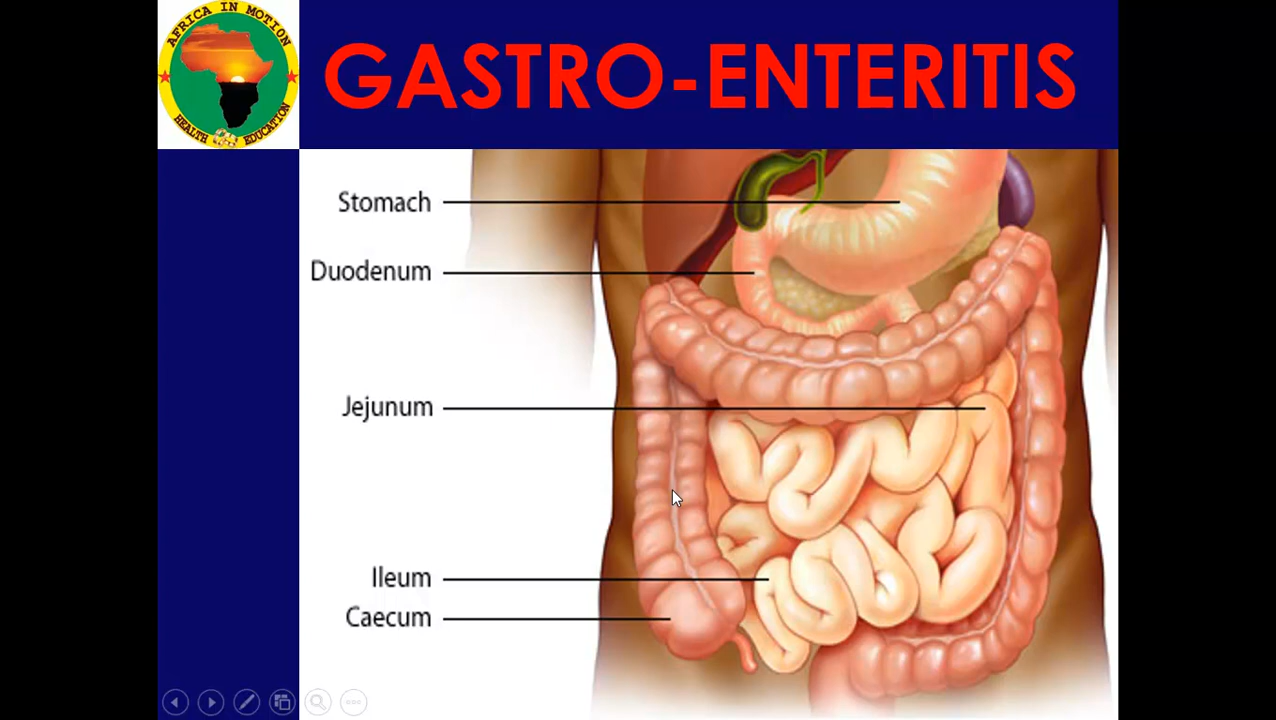 AFRICA IN MOTION
HEALTH EDUCATION
GASTRO-ENTERITIS
Stomach
Duodenum
Jejunum
Ileum
Caecum